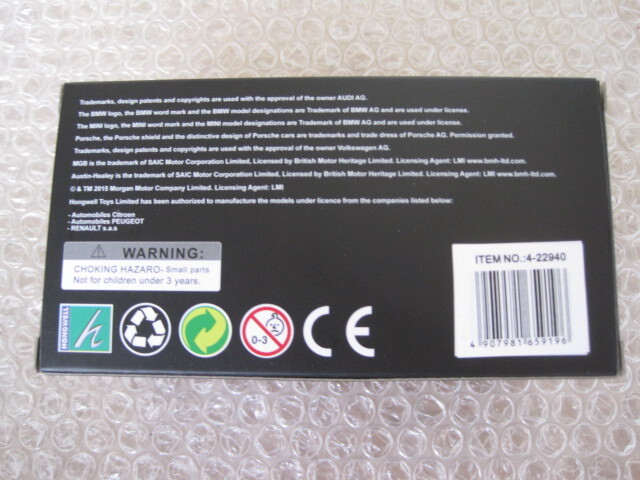 Trademarks, design patents and copyrights are used with the approval of the owner AUDI AG.
The BMW logo, the BMW word mark and the BMW model designations are Trademark of BMW AG and are used under license.
The MINI logo, the MINI word mark and the MINI model designations are Trademark of BMW AG and are used under license.
Porsche, the Porsche shield and the distinctive design of Porsche cars are trademarks and trade dress of Porsche AG. Permission granted.
Trademarks, design patents and copyrights are used with the approval of the owner Volkswagen AG.
MGB is the trademark of SAIC Motor Corporation Limited, Licensed by British Motor Heritage Limited. Licensing Agent: LMI www.bmh-ltd.com.
Austin-Healey is the trademark of SAIC Motor Corporation Limited, Licensed by British Motor Heritage Limited. Licensing Agent: LMI www.bmh-ltd.com.
© & TM 2015 Morgan Motor Company Limited. Licensing Agent: LMI
Hongwell Toys Limited has been authorized to manufacture the models under licence from the companies listed below:
- Automobiles Citroen
- Automobiles PEUGEOT
- RENAULT s.a.s
WARNING:
CHOKING HAZARD-Small parts
Not for children under 3 years.
ITEM NO.:4-22940
4 907981 659196
HONGWELL
h
0-3
CE